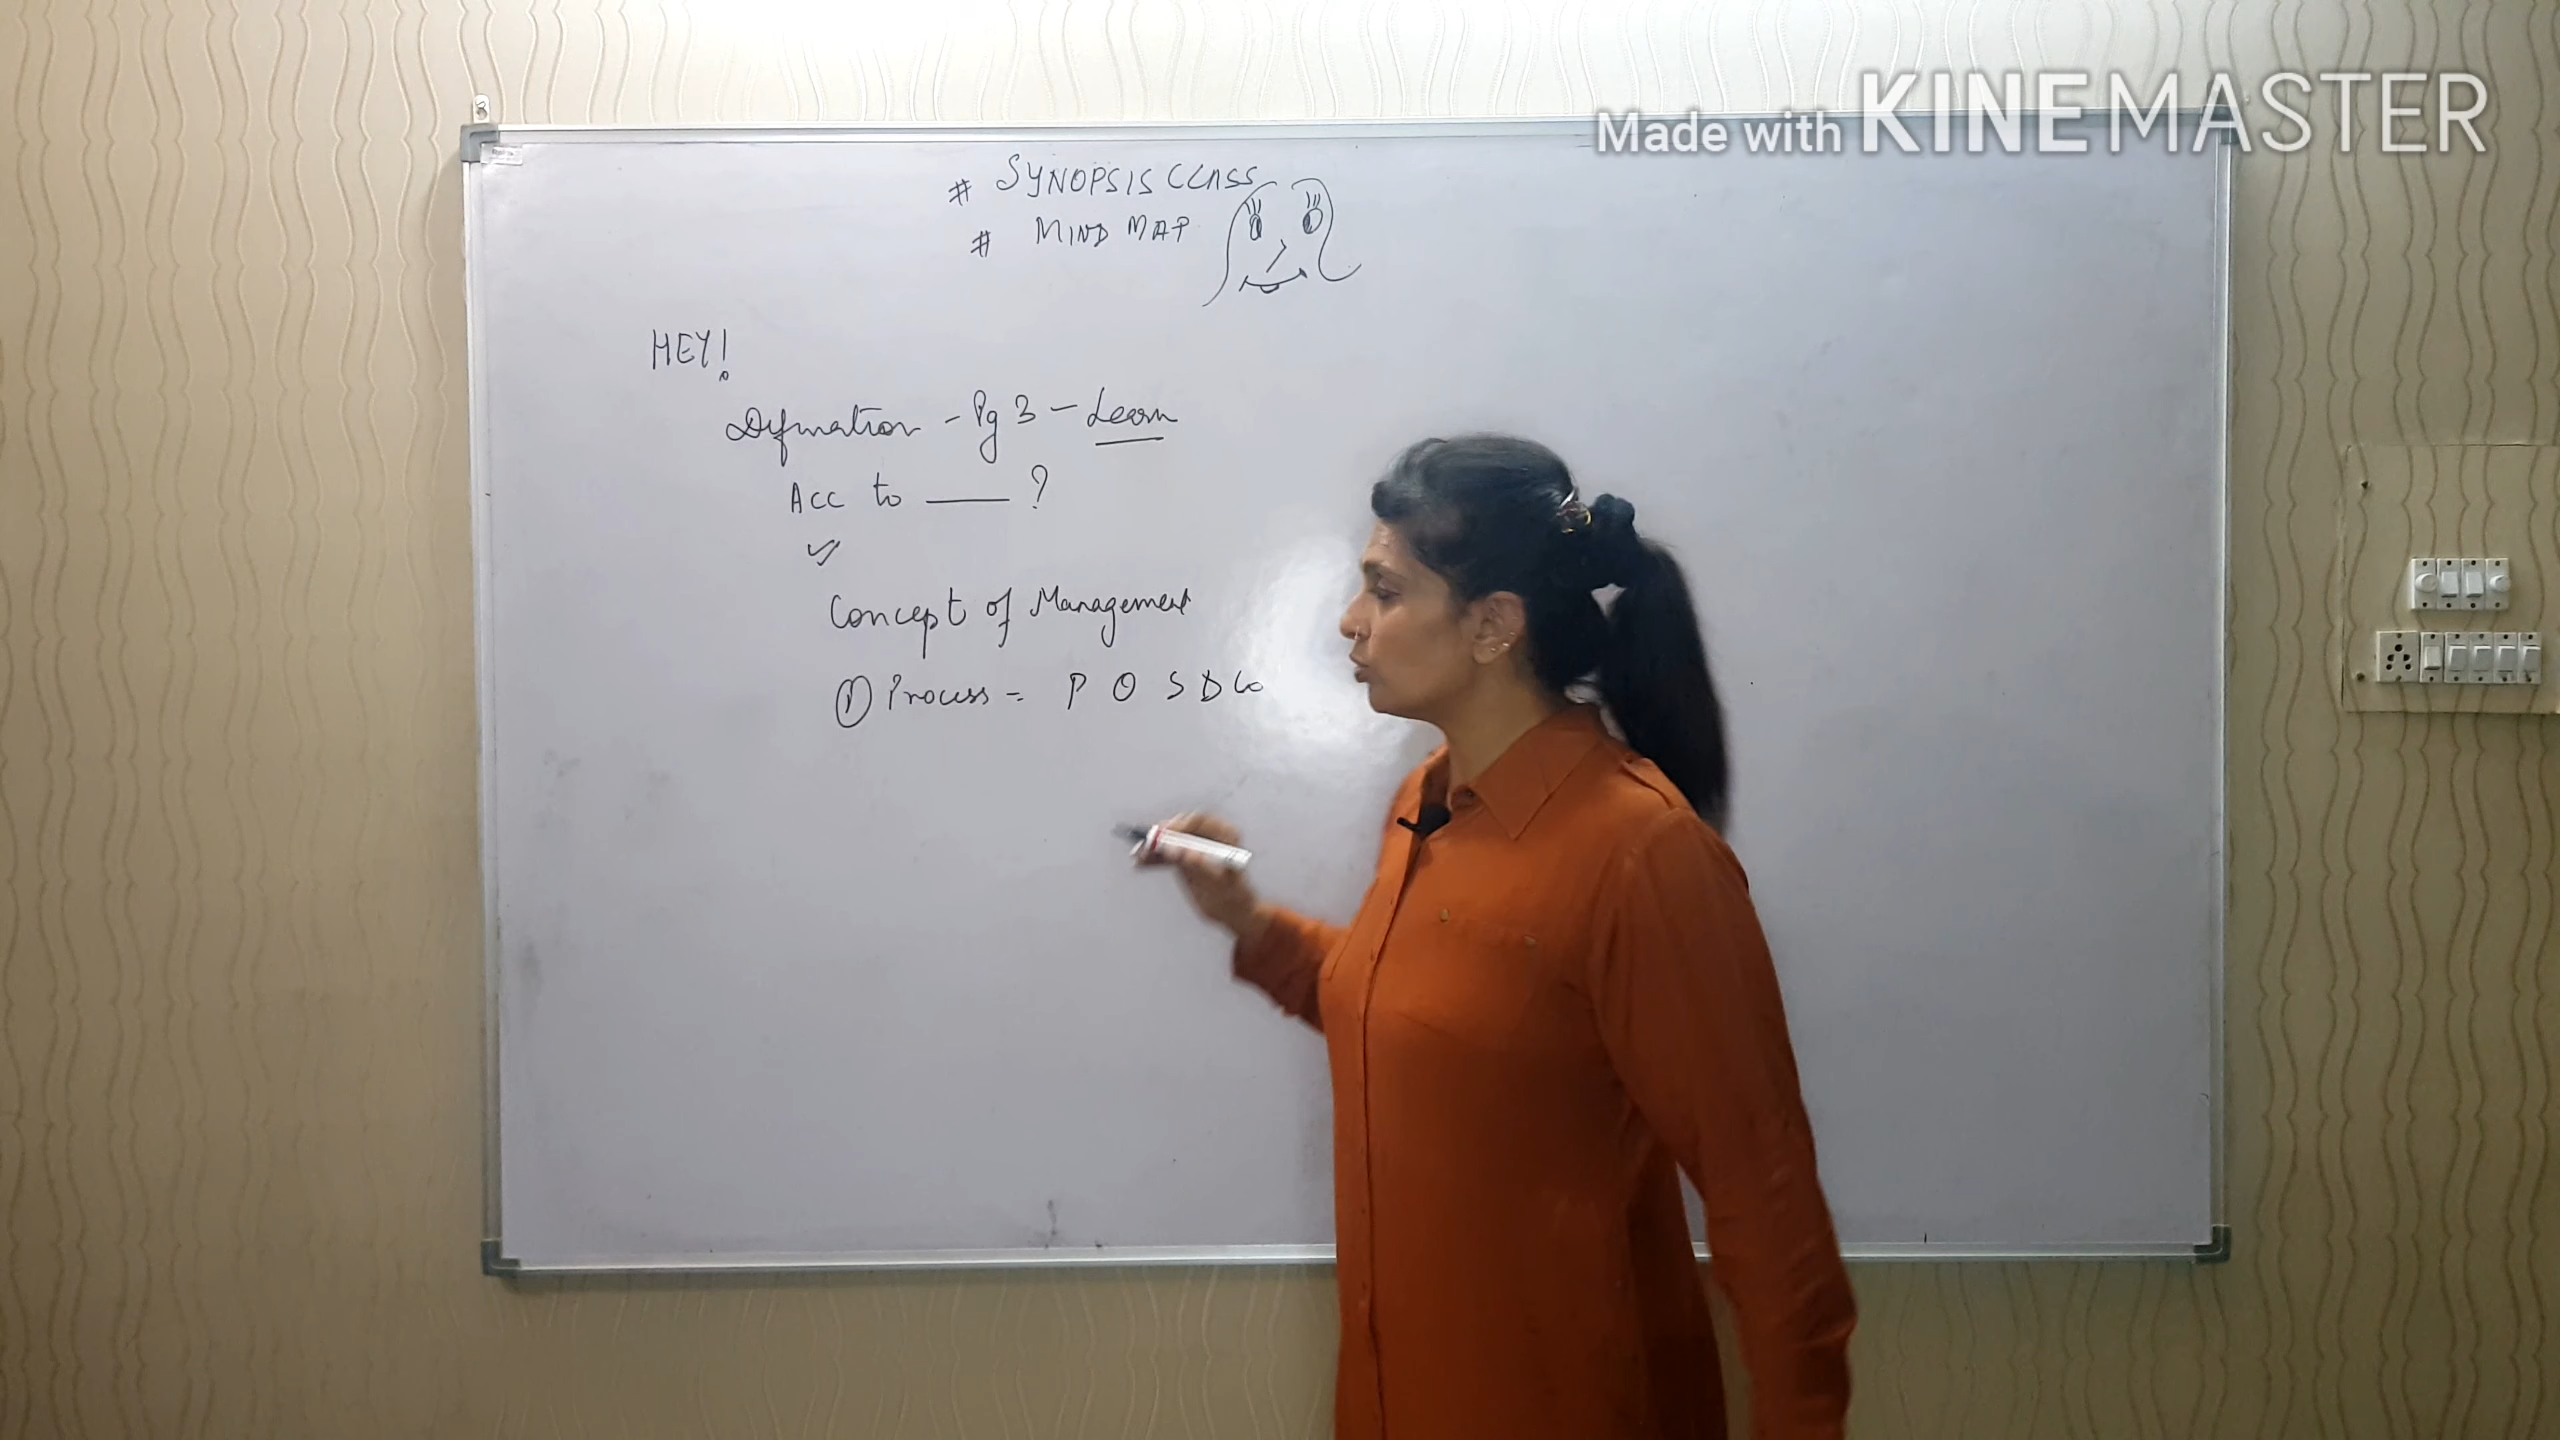 Made with KINEMASTER
# SYNOPSIS CLASS
# MIND MAP
HEY!
Defination - Pg 3 - Learn
Acc to ____ ?
Concept of Management
① Process = P O S D Co